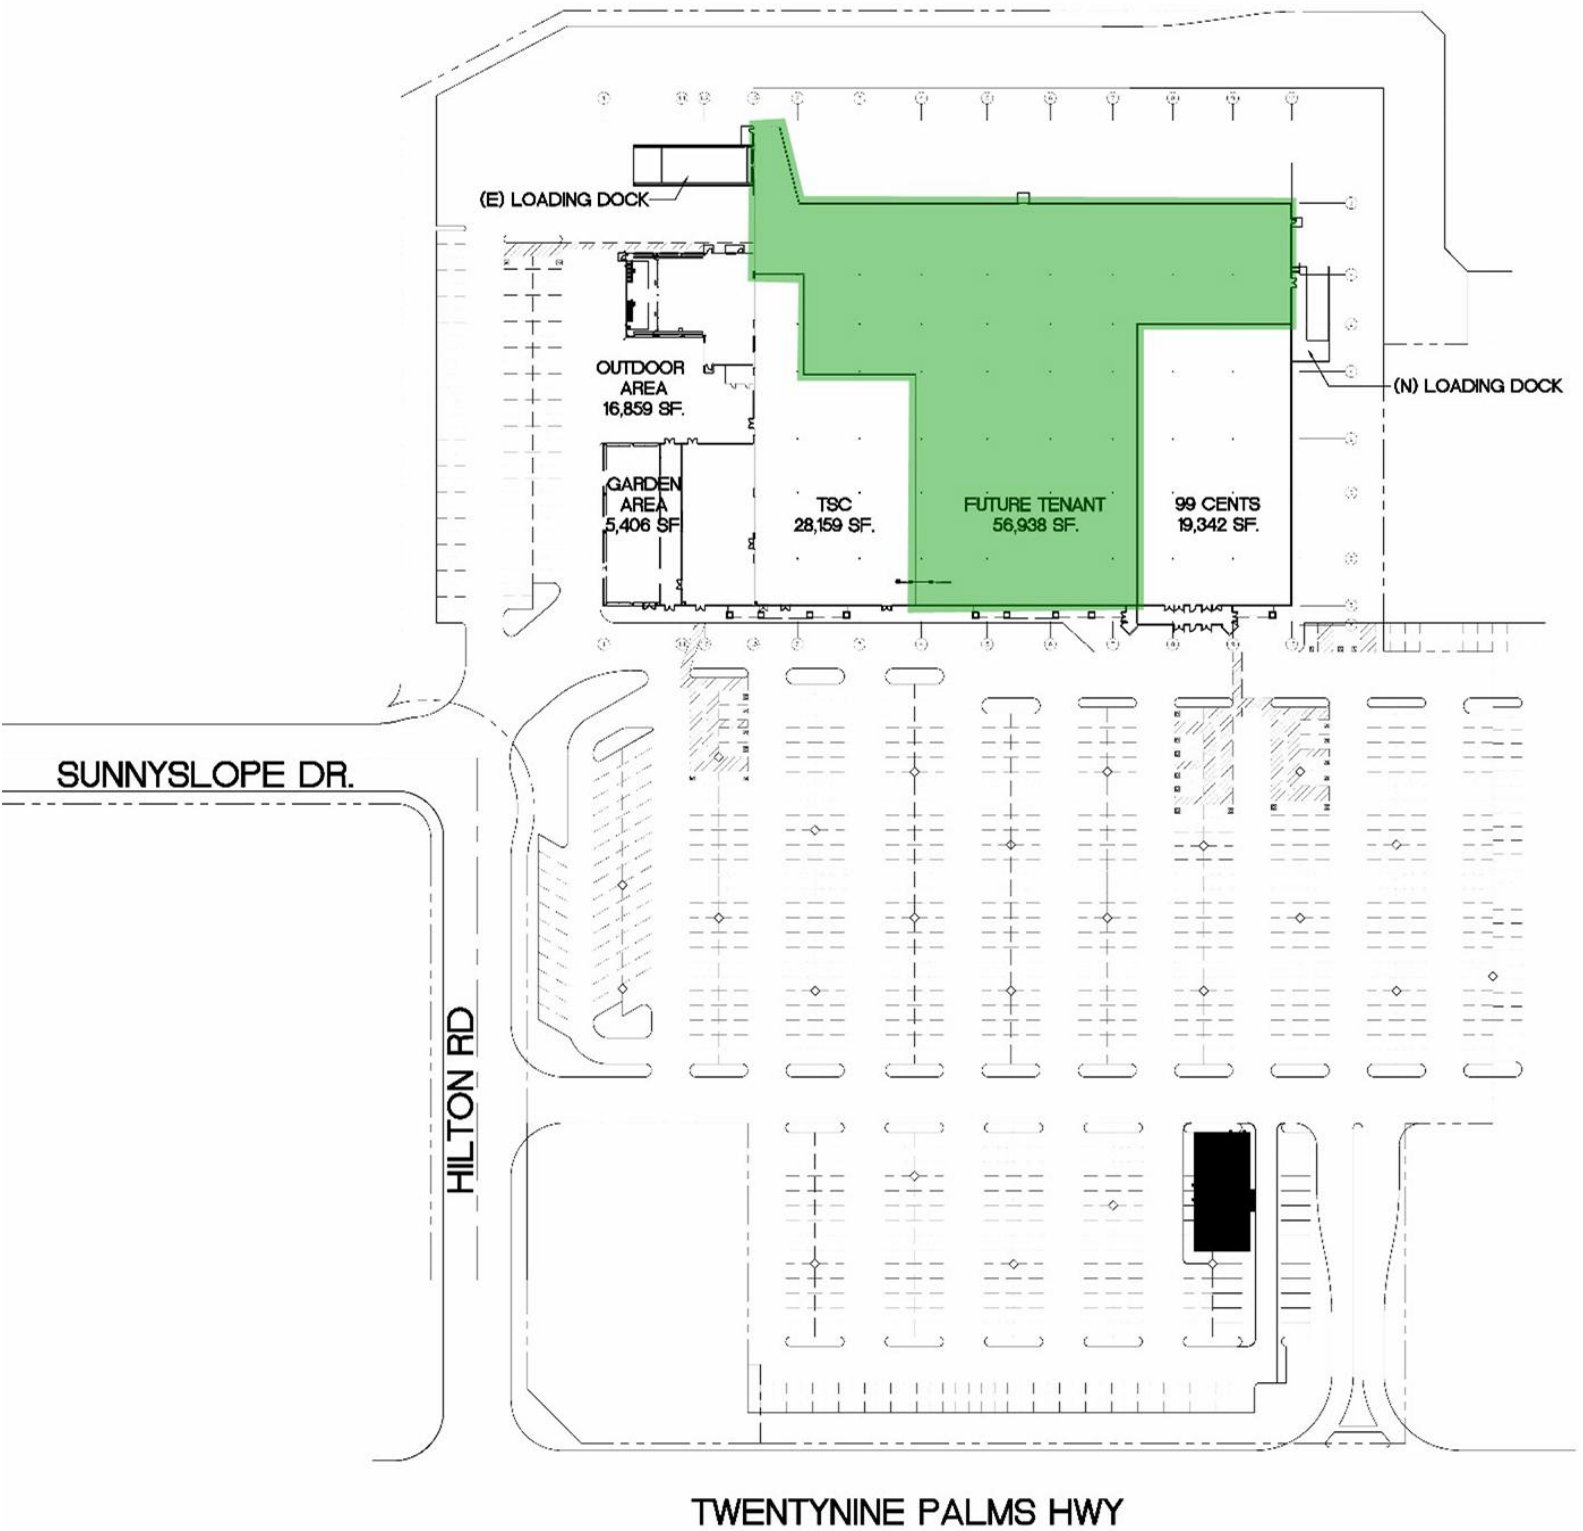 (E) LOADING DOCK
OUTDOOR
AREA
16,859 SF.
(N) LOADING DOCK
GARDEN
AREA
5,406 SF
TSC
28,159 SF.
FUTURE TENANT
56,938 SF.
99 CENTS
19,342 SF.
SUNNYSLOPE DR.
HILTON RD
TWENTYNINE PALMS HWY